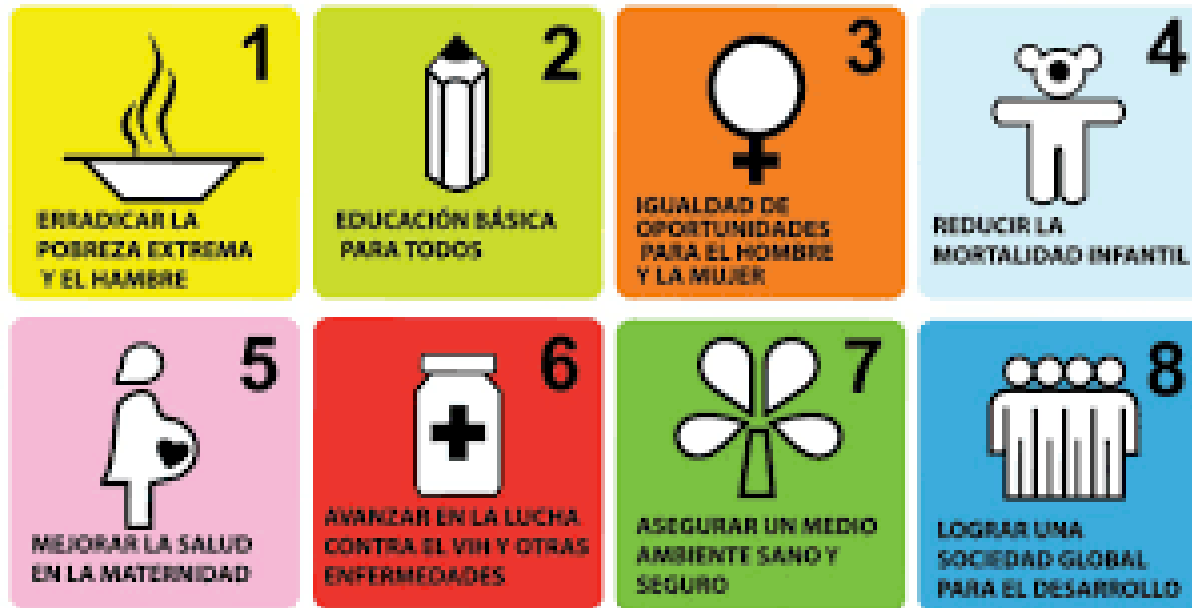 1
ERRADICAR LA
POBREZA EXTREMA
Y EL HAMBRE
2
EDUCACIÓN BÁSICA
PARA TODOS
3
IGUALDAD DE
OPORTUNIDADES
PARA EL HOMBRE
Y LA MUJER
4
REDUCIR LA
MORTALIDAD INFANTIL
5
MEJORAR LA SALUD
EN LA MATERNIDAD
6
AVANZAR EN LA LUCHA
CONTRA EL VIH Y OTRAS
ENFERMEDADES
7
ASEGURAR UN MEDIO
AMBIENTE SANO Y
SEGURO
8
LOGRAR UNA
SOCIEDAD GLOBAL
PARA EL DESARROLLO